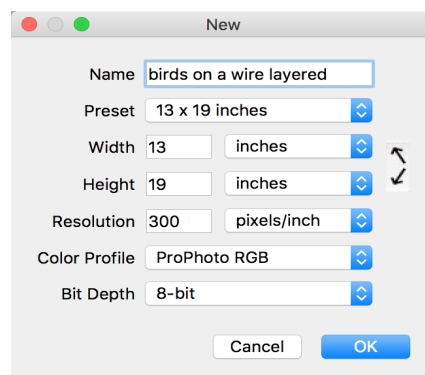 New
Name birds on a wire layered
Preset 13 x 19 inches
Width 13 inches
Height 19 inches
Resolution 300 pixels/inch
Color Profile ProPhoto RGB
Bit Depth 8-bit
Cancel OK